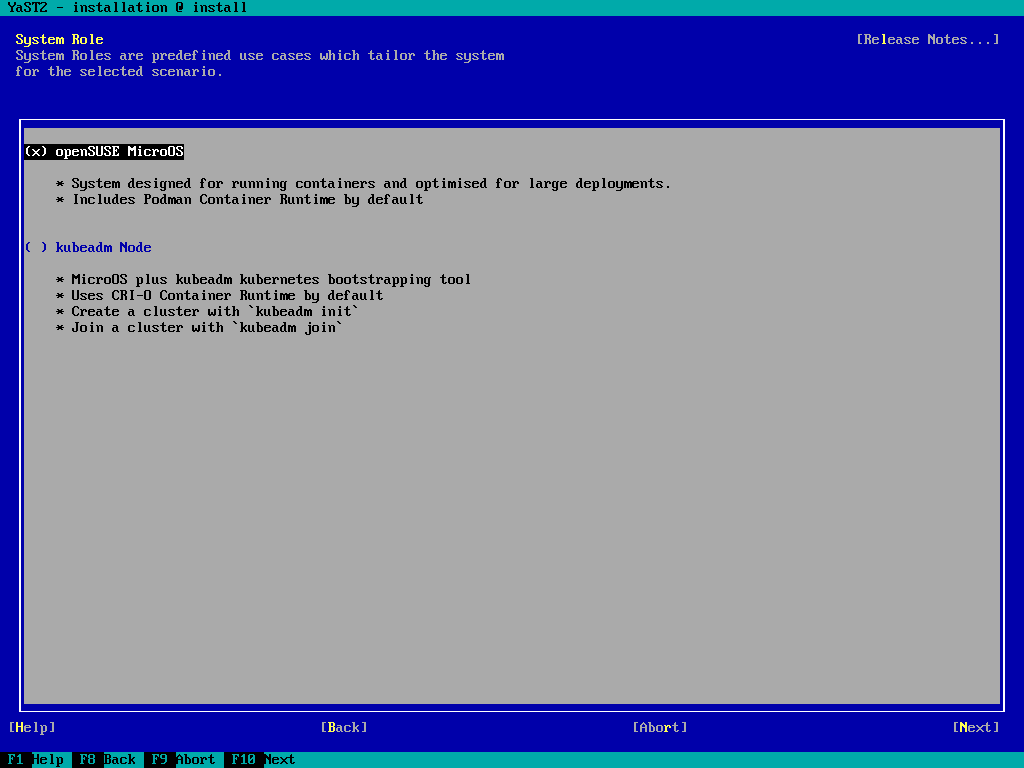 YaST2 - installation @ install
System Role [Release Notes...]
System Roles are predefined use cases which tailor the system
for the selected scenario.
(x) openSUSE MicroOS
* System designed for running containers and optimised for large deployments.
* Includes Podman Container Runtime by default
( ) kubeadm Node
* MicroOS plus kubeadm kubernetes bootstrapping tool
* Uses CRI-O Container Runtime by default
* Create a cluster with `kubeadm init`
* Join a cluster with `kubeadm join`
[Help] [Back] [Abort] [Next]
F1 Help F8 Back F9 Abort F10 Next